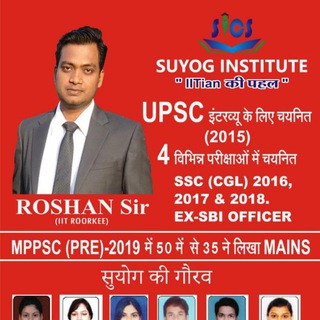 SIOS
SUYOG INSTITUTE
" IITian की पहल "
UPSC इंटरव्यू के लिए चयनित
(2015)
4 विभिन्न परीक्षाओं में चयनित
SSC (CGL) 2016,
2017 & 2018.
EX-SBI OFFICER
ROSHAN Sir
(IIT ROORKEE)
MPPSC (PRE)-2019 में 50 में से 35 ने लिखा MAINS
सुयोग की गौरव